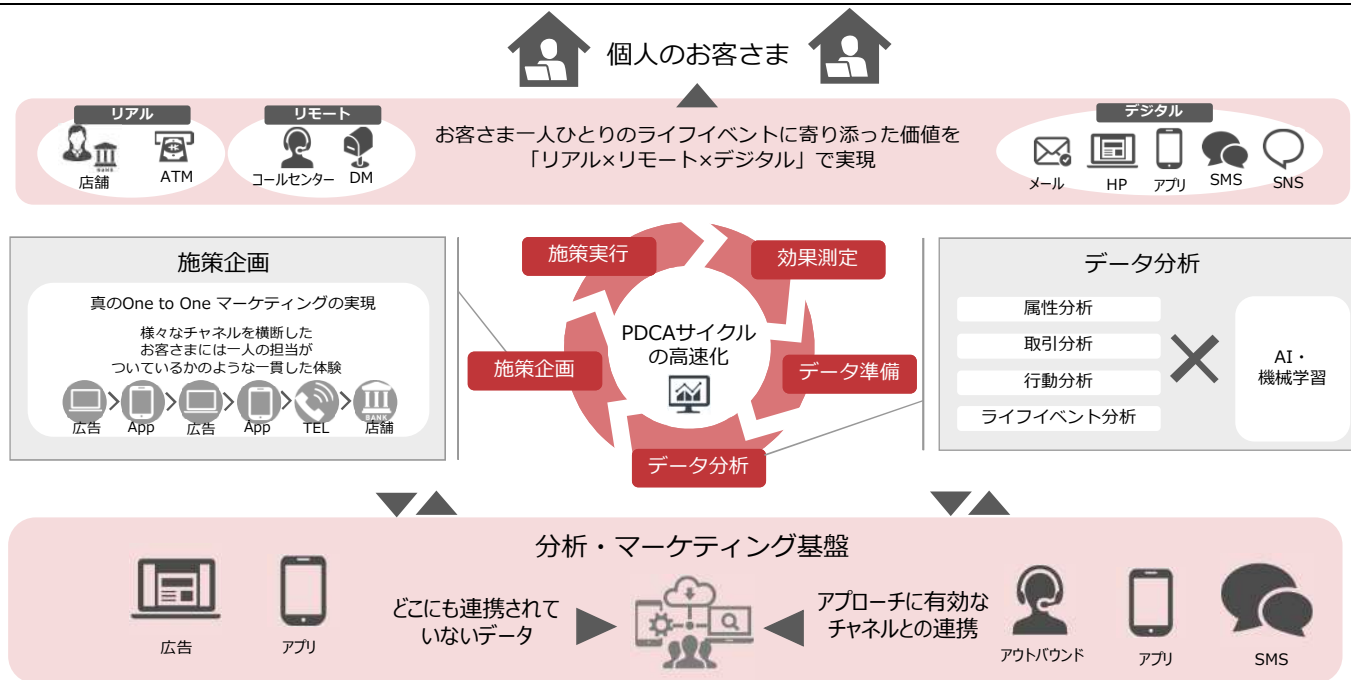 個人のお客さま
リアル
店舗
BANK
ATM
リモート
コールセンター
DM
お客さま一人ひとりのライフイベントに寄り添った価値を
「リアル×リモート×デジタル」で実現
デジタル
メール
HP
アプリ
SMS
SNS
施策企画
真のOne to One マーケティングの実現
様々なチャネルを横断した
お客さまには一人の担当が
ついているかのような一貫した体験
広告
App
広告
App
TEL
BANK
店舗
施策実行
効果測定
施策企画
データ準備
データ分析
PDCAサイクル
の高速化
データ分析
属性分析
取引分析
行動分析
ライフイベント分析
AI・
機械学習
分析・マーケティング基盤
広告
アプリ
どこにも連携されて
いないデータ
アプローチに有効な
チャネルとの連携
アウトバウンド
アプリ
SMS